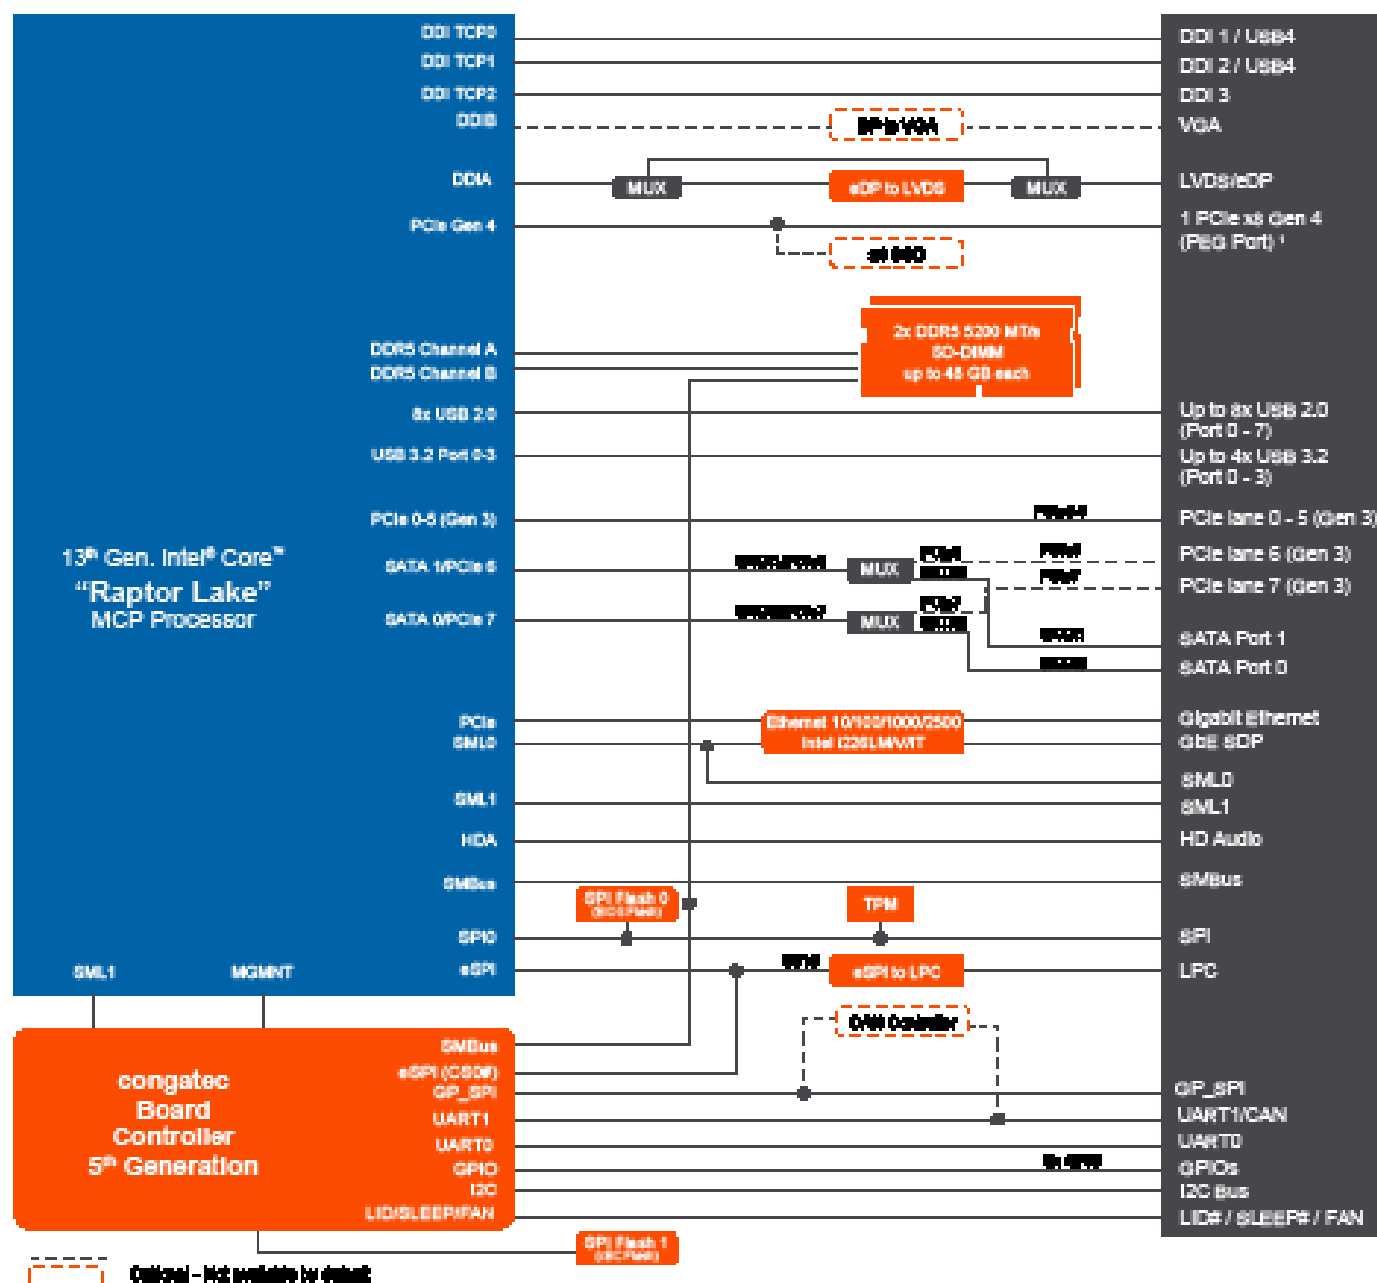 DDI TCP0
DDI 1 / USB4
DDI TCP1
DDI 2 / USB4
DDI TCP2
DDI 3
DDIB
DP to VGA
VGA
DDIA
MUX
eDP to LVDS
MUX
LVDS/eDP
PCIe Gen 4
1 PCIe x8 Gen 4
(PEG Port) ¹
SSD
2x DDR5 5200 MT/s
SO-DIMM
up to 48 GB each
DDR5 Channel A
DDR5 Channel B
8x USB 2.0
Up to 8x USB 2.0
(Port 0 - 7)
USB 3.2 Port 0-3
Up to 4x USB 3.2
(Port 0 - 3)
PCIe 0-5 (Gen 3)
PCIe lane 0 - 5 (Gen 3)
13th Gen. Intel® Core™
"Raptor Lake"
MCP Processor
SATA 1/PCIe 6
MUX
PCIe lane 6 (Gen 3)
PCIe lane 7 (Gen 3)
SATA 0/PCIe 7
MUX
SATA Port 1
SATA Port 0
PCIe
Ethernet 10/100/1000/2500
Intel i226LM/V/IT
Gigabit Ethernet
SML0
GbE SDP
SML0
SML1
SML1
HDA
HD Audio
SMBus
SMBus
SPI Flash 0
(BIOS Flash)
TPM
SPI0
SPI
SML1
MGMNT
eSPI
eSPI to LPC
LPC
CAN Controller
congatec
Board
Controller
5th Generation
SMBus
eSPI (CS0#)
GP_SPI
GP_SPI
UART1
UART1/CAN
UART0
UART0
GPIO
GPIOs
I2C
I2C Bus
LID/SLEEP/FAN
LID# / SLEEP# / FAN
SPI Flash 1
Optional - Not available by default